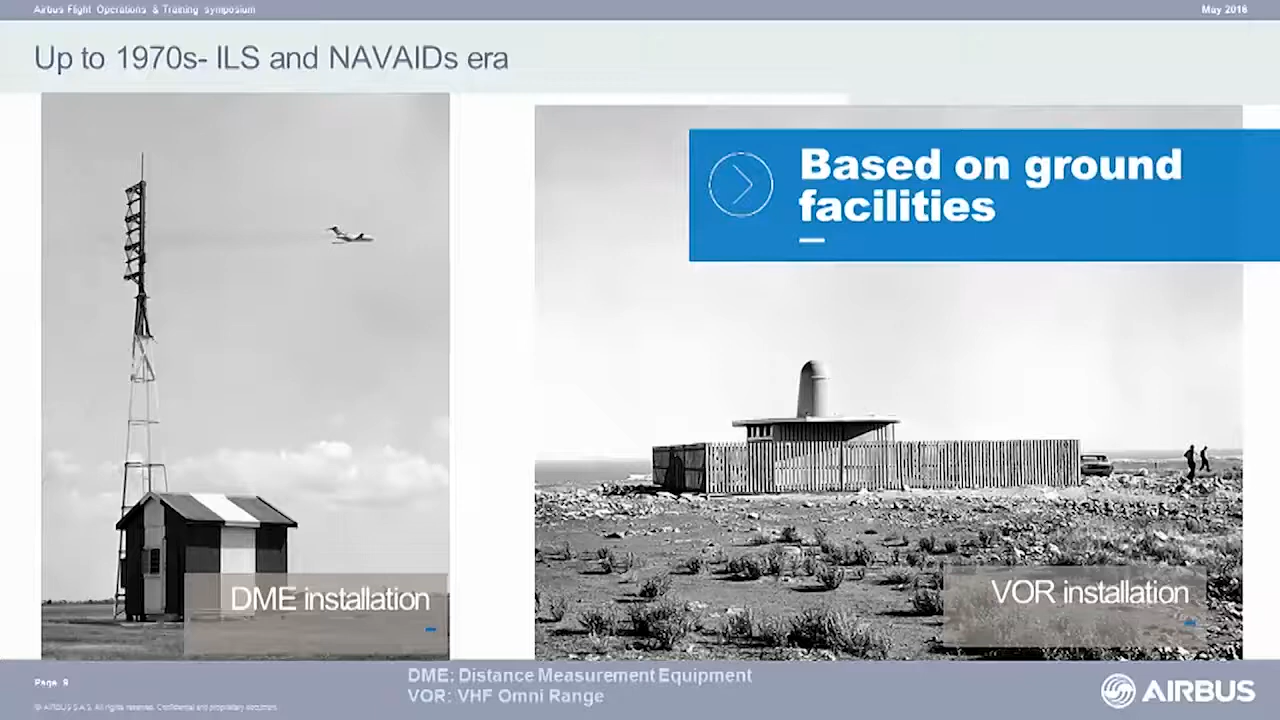 Airbus Flight Operations & Training symposium
May 2016
Up to 1970s- ILS and NAVAIDs era
Based on ground
facilities
DME installation
VOR installation
DME: Distance Measurement Equipment
VOR: VHF Omni Range
Page 9
© AIRBUS S.A.S. All rights reserved. Confidential and proprietary document.
AIRBUS